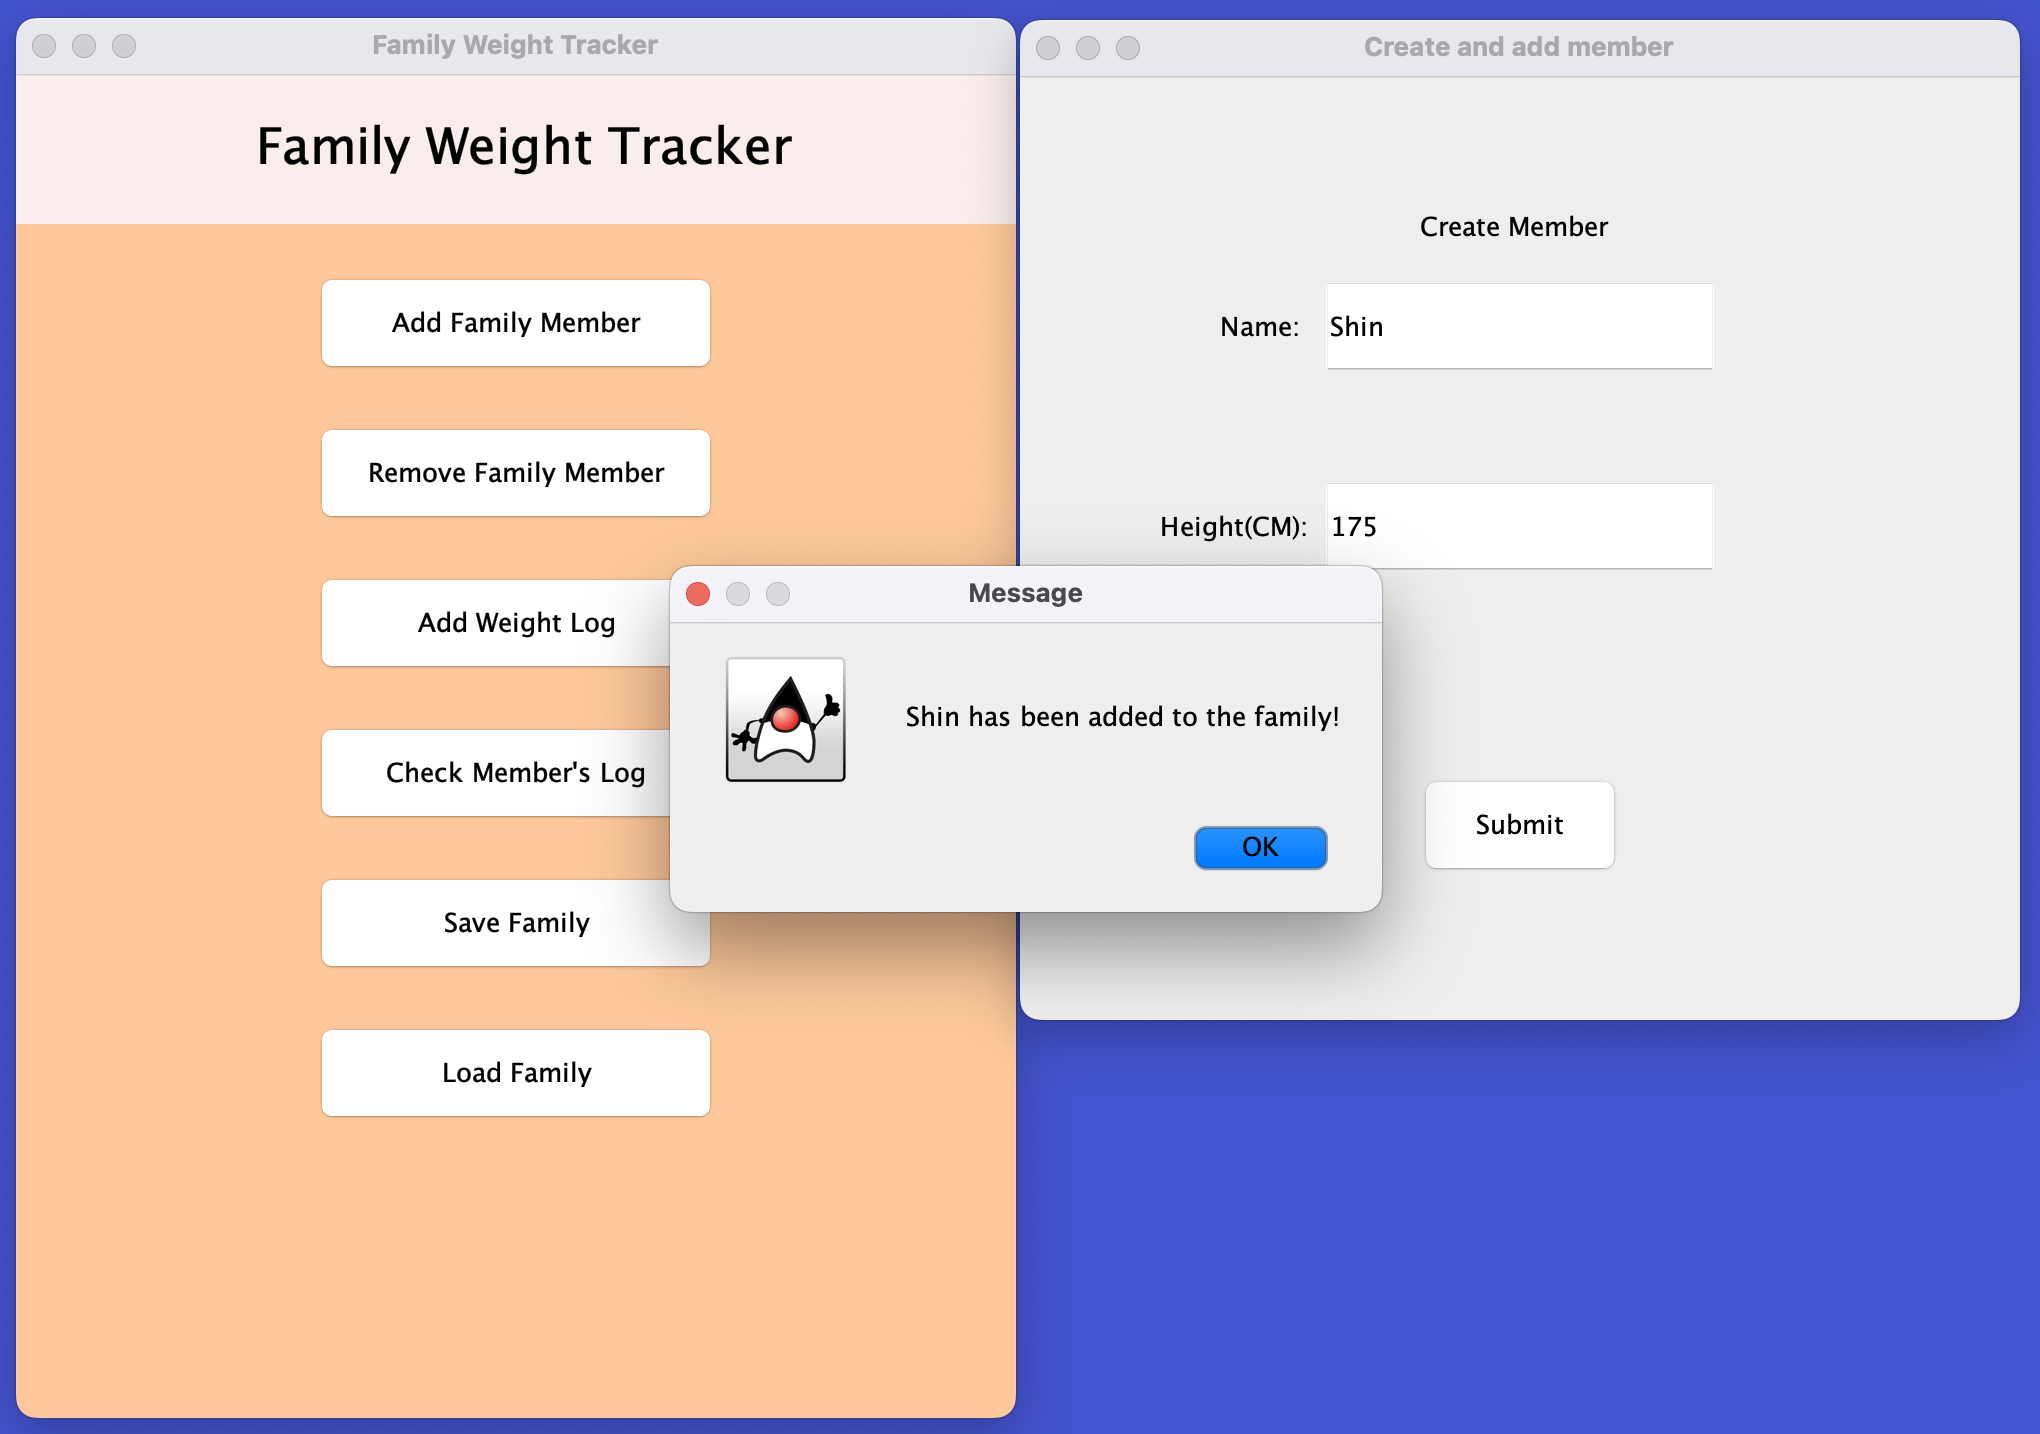 Family Weight Tracker
Family Weight Tracker
Add Family Member
Remove Family Member
Add Weight Log
Check Member's Log
Save Family
Load Family
Create and add member
Create Member
Name: Shin
Height(CM): 175
Submit
Message
Shin has been added to the family!
OK